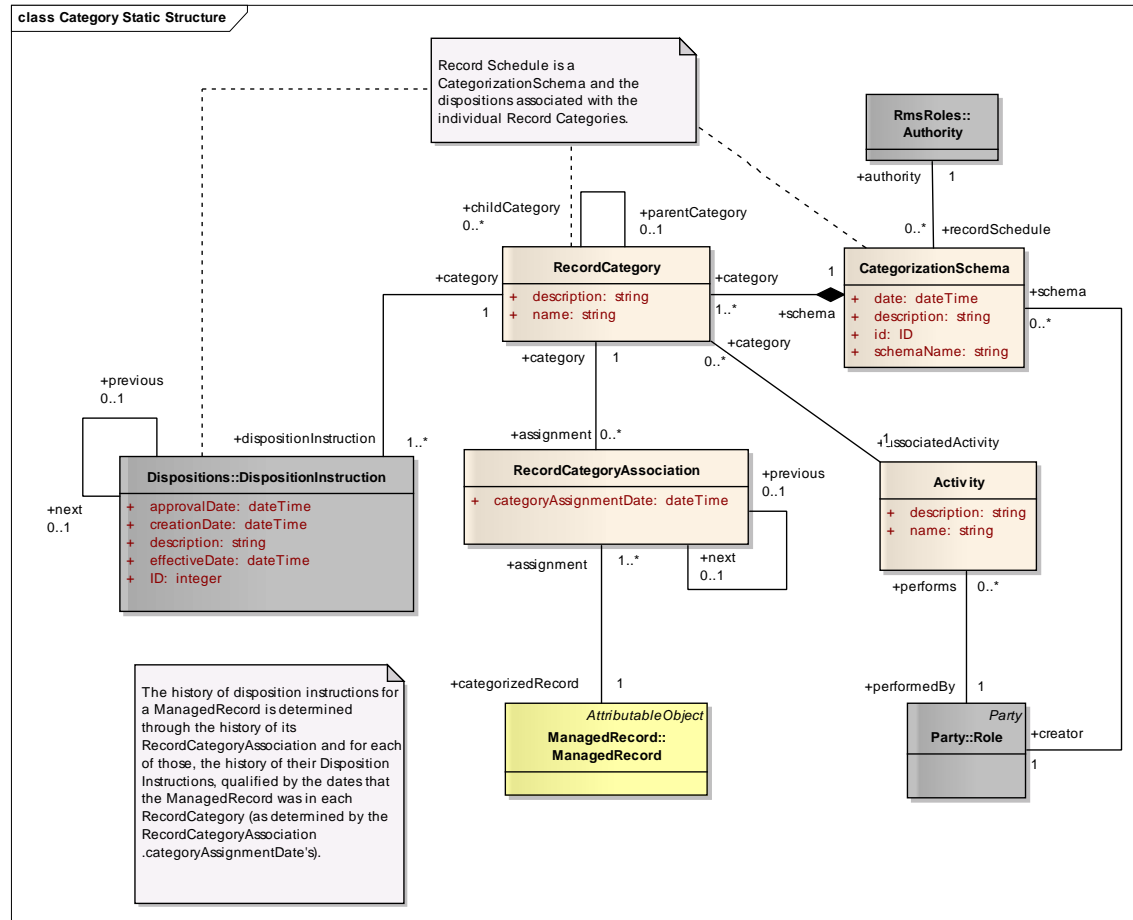 class Category Static Structure
Record Schedule is a
CategorizationSchema and the
dispositions associated with the
individual Record Categories.
RmsRoles::
Authority
+authority 1
0..* +recordSchedule
+childCategory
0..*
+parentCategory
0..1
RecordCategory
+ description: string
+ name: string
+category
1
+category
1..*
1
+schema
CategorizationSchema
+ date: dateTime
+ description: string
+ id: ID
+ schemaName: string
+schema
0..*
+category 1
+category
0..*
+previous
0..1
+dispositionInstruction 1..*
+assignment 0..*
1
+associatedActivity
Dispositions::DispositionInstruction
+ approvalDate: dateTime
+ creationDate: dateTime
+ description: string
+ effectiveDate: dateTime
+ ID: integer
+next
0..1
RecordCategoryAssociation
+ categoryAssignmentDate: dateTime
+previous
0..1
+next
0..1
+assignment 1..*
Activity
+ description: string
+ name: string
+performs 0..*
The history of disposition instructions for
a ManagedRecord is determined
through the history of its
RecordCategoryAssociation and for each
of those, the history of their Disposition
Instructions, qualified by the dates that
the ManagedRecord was in each
RecordCategory (as determined by the
RecordCategoryAssociation
.categoryAssignmentDate's).
+categorizedRecord 1
AttributableObject
ManagedRecord::
ManagedRecord
+performedBy 1
Party
Party::Role
+creator
1